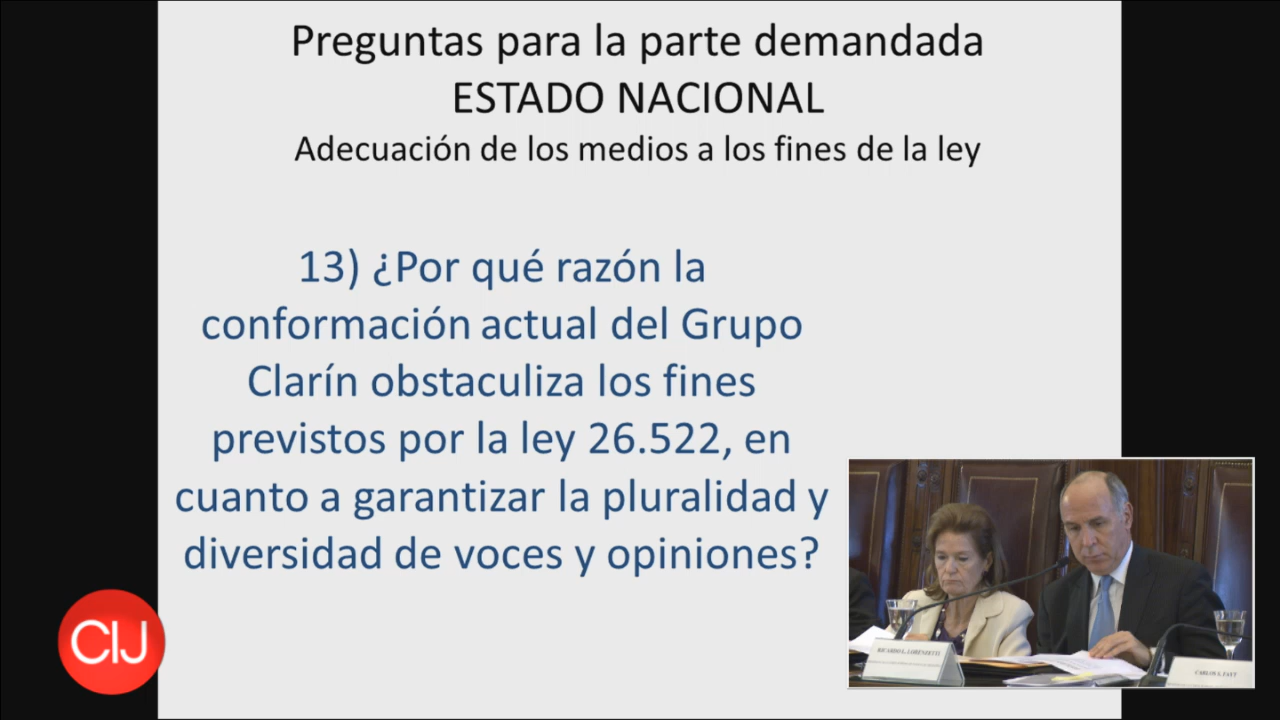 Preguntas para la parte demandada
ESTADO NACIONAL
Adecuación de los medios a los fines de la ley
13) ¿Por qué razón la
conformación actual del Grupo
Clarín obstaculiza los fines
previstos por la ley 26.522, en
cuanto a garantizar la pluralidad y
diversidad de voces y opiniones?
CIJ
RICARDO L. LORENZETTI
CARLOS S. FAYT